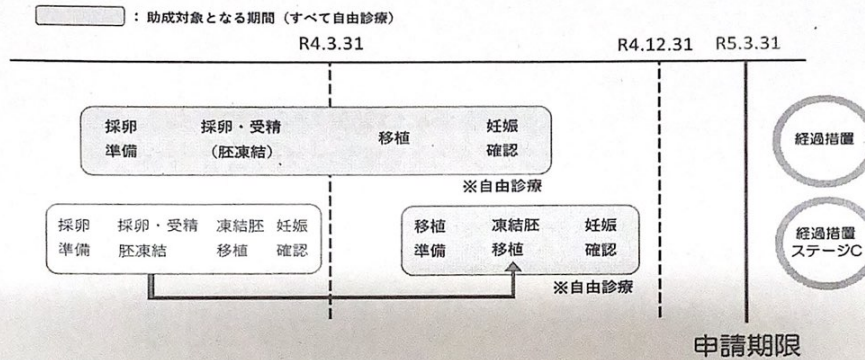 ：助成対象となる期間（すべて自由診療）
R4.3.31 R4.12.31 R5.3.31
採卵 採卵・受精 移植 妊娠
準備 （胚凍結） 確認
経過措置
※自由診療
採卵 採卵・受精 凍結胚 妊娠
準備 胚凍結 移植 確認
移植 凍結胚 妊娠
準備 移植 確認
経過措置
ステージC
※自由診療
申請期限